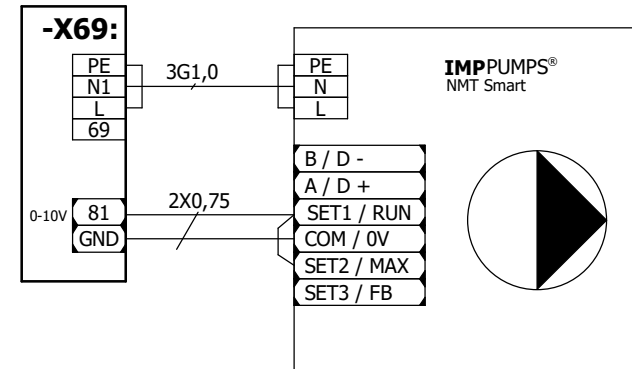 -X69:
PE
N1
L
69
3G1,0
PE
N
L
IMPPUMPS®
NMT Smart
B / D -
A / D +
0-10V
81
GND
2X0,75
SET1 / RUN
COM / 0V
SET2 / MAX
SET3 / FB